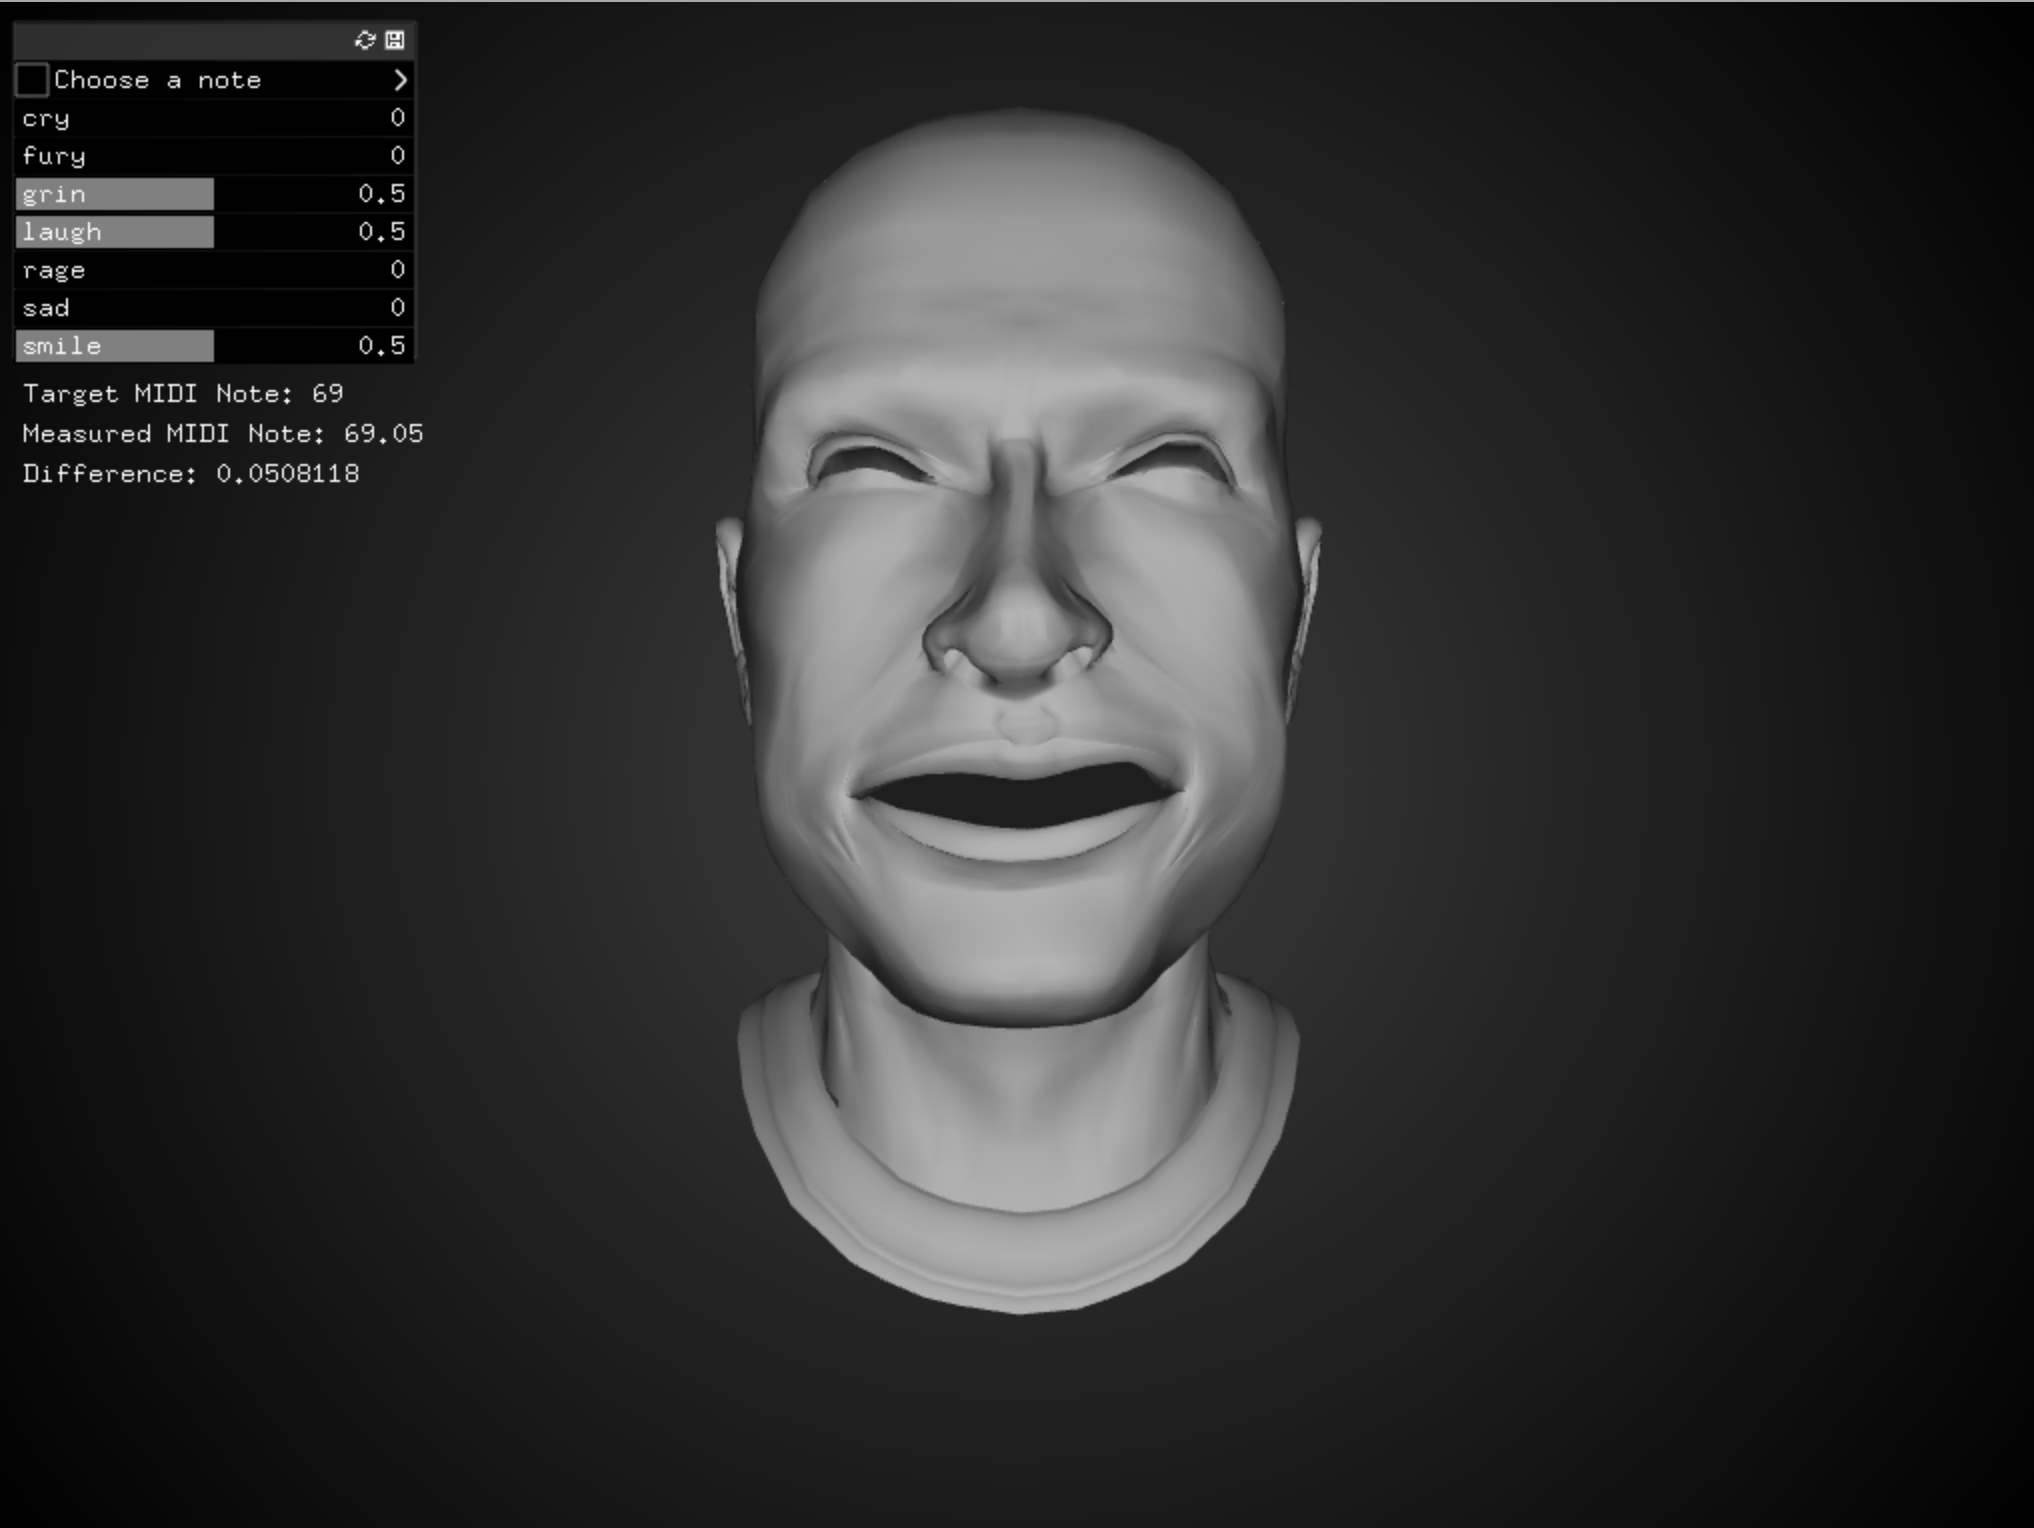 Choose a note
cry 0
fury 0
grin 0.5
laugh 0.5
rage 0
sad 0
smile 0.5
Target MIDI Note: 69
Measured MIDI Note: 69.05
Difference: 0.0508118